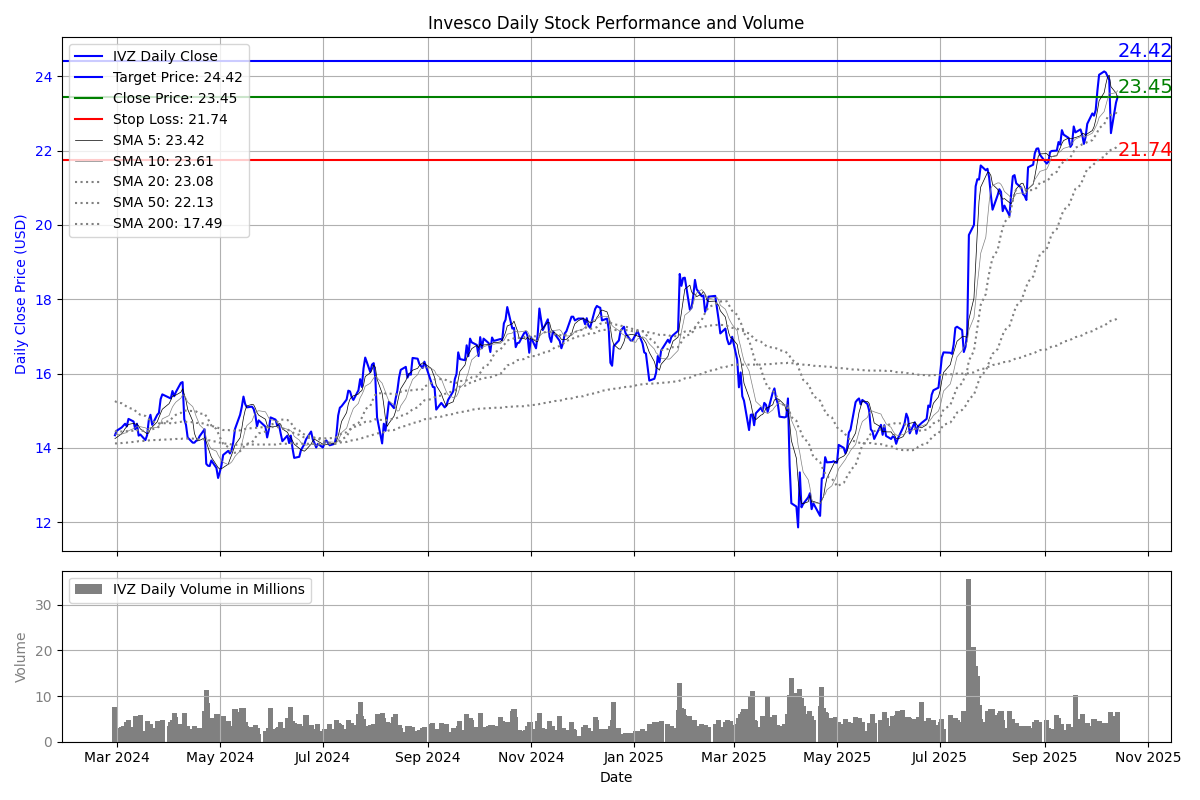 Invesco Daily Stock Performance and Volume
IVZ Daily Close
Target Price: 24.42
Close Price: 23.45
Stop Loss: 21.74
SMA 5: 23.42
SMA 10: 23.61
SMA 20: 23.08
SMA 50: 22.13
SMA 200: 17.49
24.42
23.45
21.74
Daily Close Price (USD)
24
22
20
18
16
14
12
IVZ Daily Volume in Millions
Volume
30
20
10
0
Mar 2024 May 2024 Jul 2024 Sep 2024 Nov 2024 Jan 2025 Mar 2025 May 2025 Jul 2025 Sep 2025 Nov 2025
Date